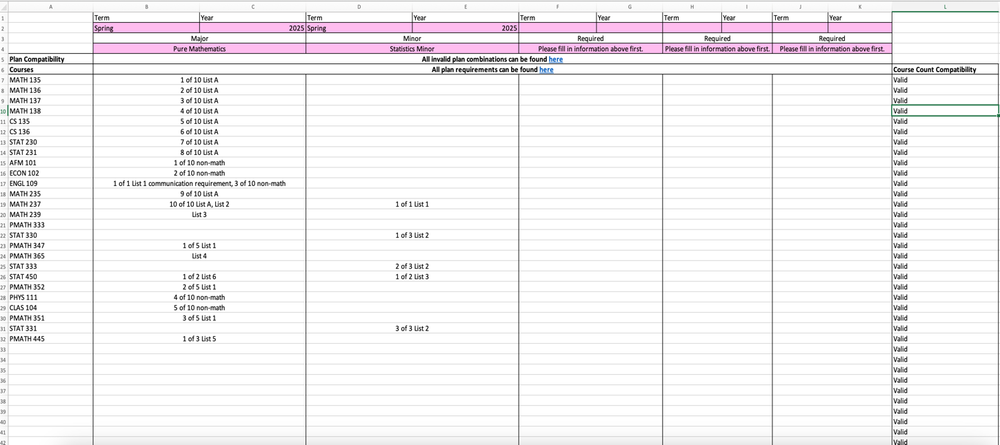 A B C D E F G H I J K L
1 Term Year Term Year Term Year Term Year Term Year
2 Spring 2025 Spring 2025
3 Major Minor Required Required Required
4 Pure Mathematics Statistics Minor Please fill in information above first. Please fill in information above first. Please fill in information above first.
5 Plan Compatibility All invalid plan combinations can be found here
6 Courses All plan requirements can be found here Course Count Compatibility
7 MATH 135 1 of 10 List A Valid
8 MATH 136 2 of 10 List A Valid
9 MATH 137 3 of 10 List A Valid
10 MATH 138 4 of 10 List A Valid
11 CS 135 5 of 10 List A Valid
12 CS 136 6 of 10 List A Valid
13 STAT 230 7 of 10 List A Valid
14 STAT 231 8 of 10 List A Valid
15 AFM 101 1 of 10 non-math Valid
16 ECON 102 2 of 10 non-math Valid
17 ENGL 109 1 of 1 List 1 communication requirement, 3 of 10 non-math Valid
18 MATH 235 9 of 10 List A Valid
19 MATH 237 10 of 10 List A, List 2 1 of 1 List 1 Valid
20 MATH 239 List 3 Valid
21 PMATH 333 Valid
22 STAT 330 1 of 3 List 2 Valid
23 PMATH 347 1 of 5 List 1 Valid
24 PMATH 365 List 4 Valid
25 STAT 333 2 of 3 List 2 Valid
26 STAT 450 1 of 2 List 6 1 of 2 List 3 Valid
27 PMATH 352 2 of 5 List 1 Valid
28 PHYS 111 4 of 10 non-math Valid
29 CLAS 104 5 of 10 non-math Valid
30 PMATH 351 3 of 5 List 1 Valid
31 STAT 331 3 of 3 List 2 Valid
32 PMATH 445 1 of 3 List 5 Valid
33 Valid
34 Valid
35 Valid
36 Valid
37 Valid
38 Valid
39 Valid
40 Valid
41 Valid
42 Valid